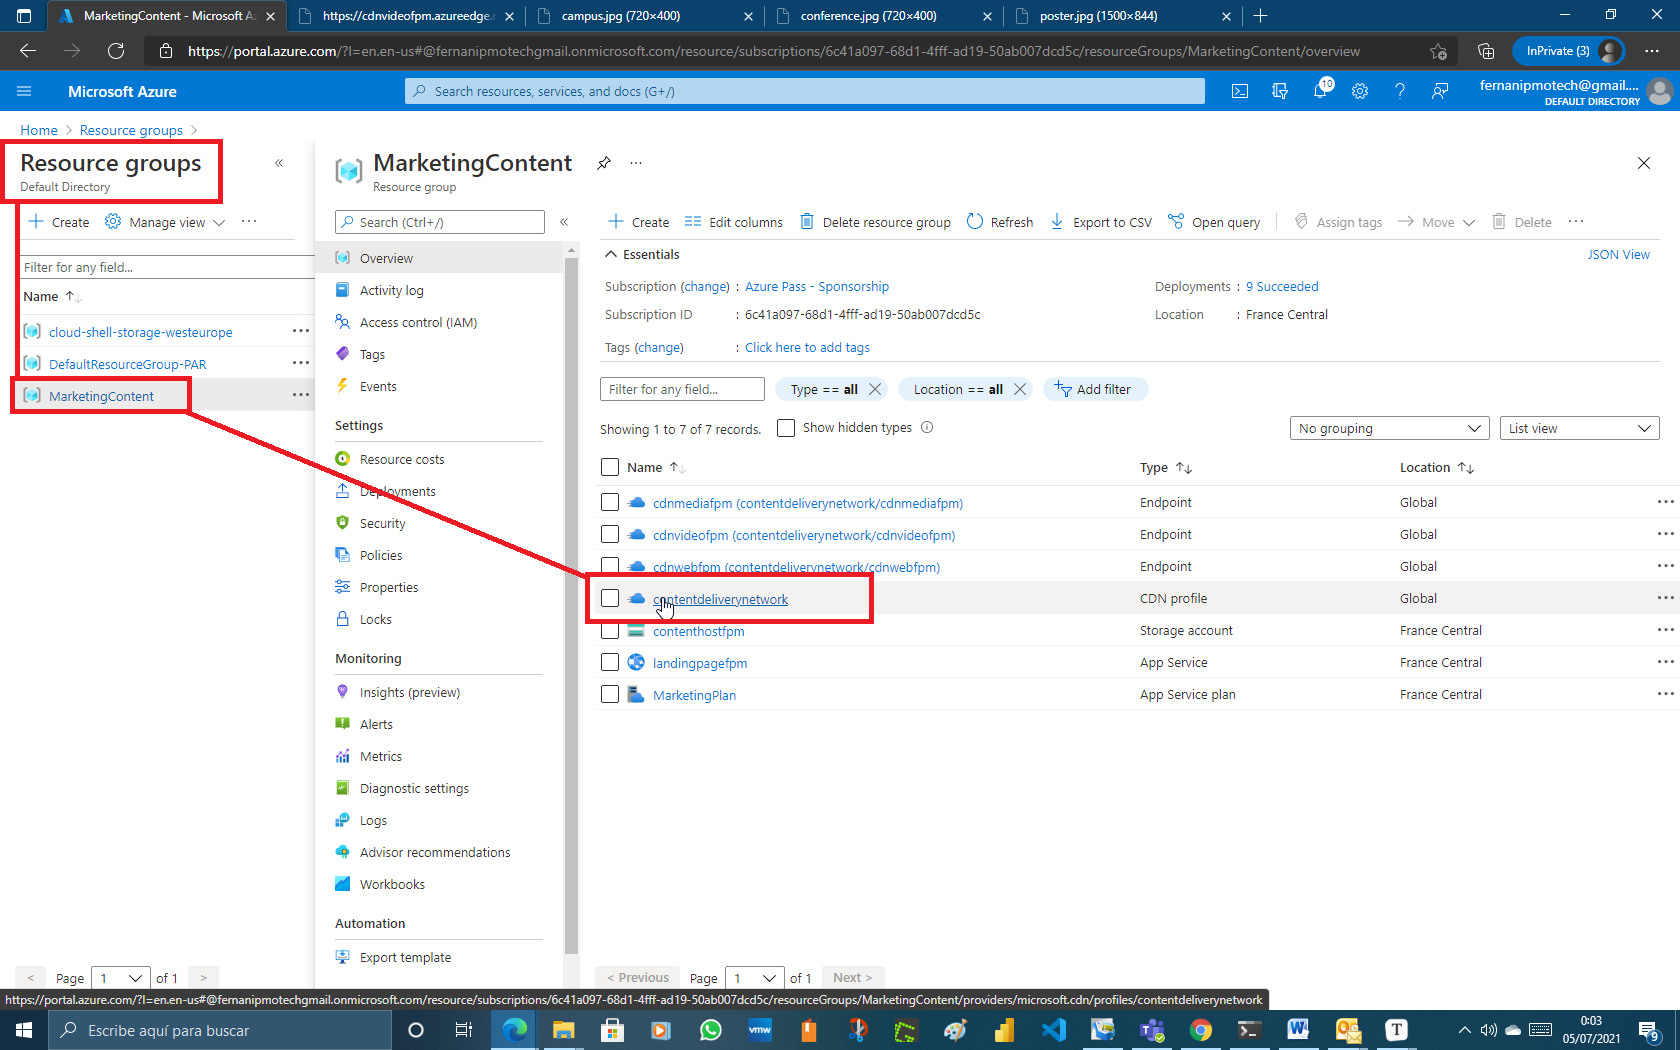 MarketingContent - Microsoft Az
https://cdnvideofpm.azureedge.
campus.jpg (720×400)
conference.jpg (720×400)
poster.jpg (1500×844)
https://portal.azure.com/?l=en.en-us#@fernanipmotechgmail.onmicrosoft.com/resource/subscriptions/6c41a097-68d1-4fff-ad19-50ab007dcd5c/resourceGroups/MarketingContent/overview
InPrivate (3)
Microsoft Azure
Search resources, services, and docs (G+/)
10
fernanipmotech@gmail....
DEFAULT DIRECTORY
Home > Resource groups >
Resource groups
Default Directory
Create
Manage view
Filter for any field...
Name
cloud-shell-storage-westeurope
DefaultResourceGroup-PAR
MarketingContent
< Page 1 of 1 >
MarketingContent
Resource group
Search (Ctrl+/)
Overview
Activity log
Access control (IAM)
Tags
Events
Settings
Resource costs
Deployments
Security
Policies
Properties
Locks
Monitoring
Insights (preview)
Alerts
Metrics
Diagnostic settings
Logs
Advisor recommendations
Workbooks
Automation
Export template
Create
Edit columns
Delete resource group
Refresh
Export to CSV
Open query
Assign tags
Move
Delete
Essentials
JSON View
Subscription (change) : Azure Pass - Sponsorship
Deployments : 9 Succeeded
Subscription ID : 6c41a097-68d1-4fff-ad19-50ab007dcd5c
Location : France Central
Tags (change) : Click here to add tags
Filter for any field...
Type == all
Location == all
Add filter
Showing 1 to 7 of 7 records.
Show hidden types
No grouping
List view
Name Type Location
cdnmediafpm (contentdeliverynetwork/cdnmediafpm) Endpoint Global
cdnvideofpm (contentdeliverynetwork/cdnvideofpm) Endpoint Global
cdnwebfpm (contentdeliverynetwork/cdnwebfpm) Endpoint Global
contentdeliverynetwork CDN profile Global
contenthostfpm Storage account France Central
landingpagefpm App Service France Central
MarketingPlan App Service plan France Central
< Previous Page 1 of 1 Next >
https://portal.azure.com/?l=en.en-us#@fernanipmotechgmail.onmicrosoft.com/resource/subscriptions/6c41a097-68d1-4fff-ad19-50ab007dcd5c/resourceGroups/MarketingContent/providers/microsoft.cdn/profiles/contentdeliverynetwork
Escribe aquí para buscar
vmw
T
0:03
05/07/2021
9